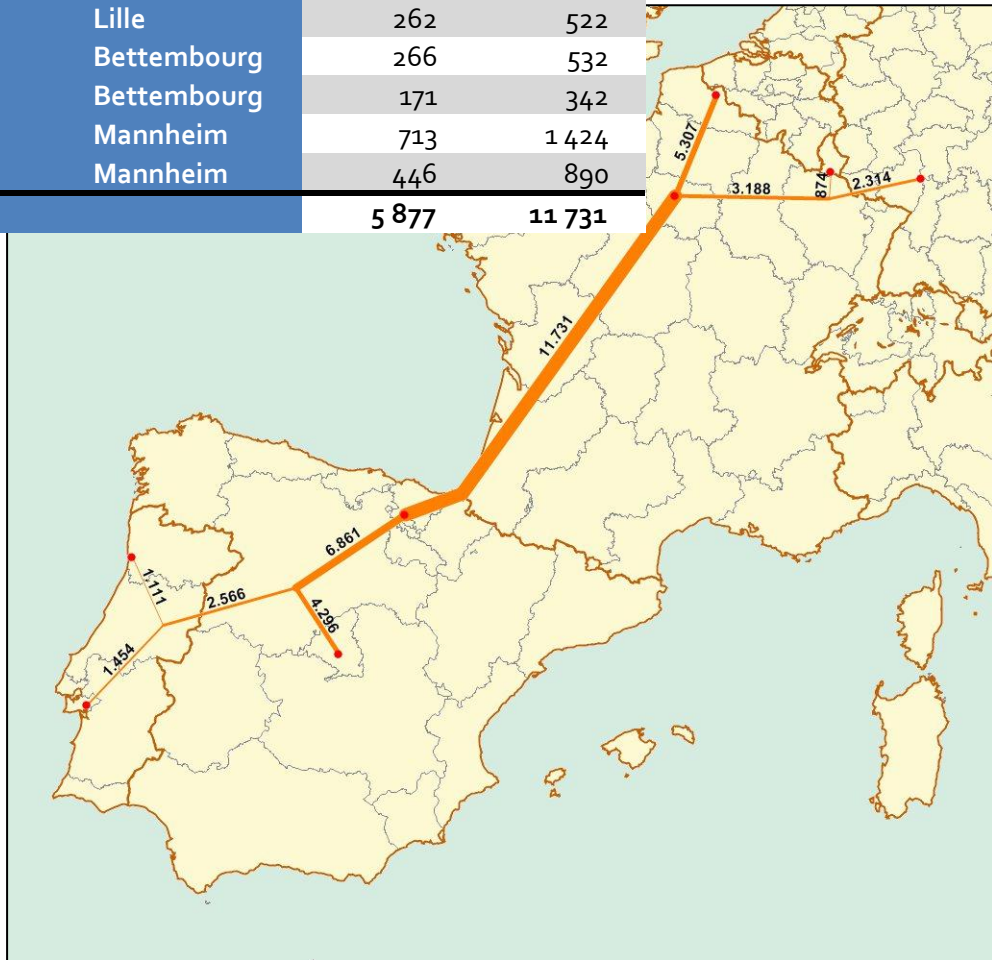 Lille 262 522
Bettembourg 266 532
Bettembourg 171 342
Mannheim 713 1 424
Mannheim 446 890
5 877 11 731
5.307
3.188
874
2.314
11.731
6.861
4.296
2.566
1.111
1.454